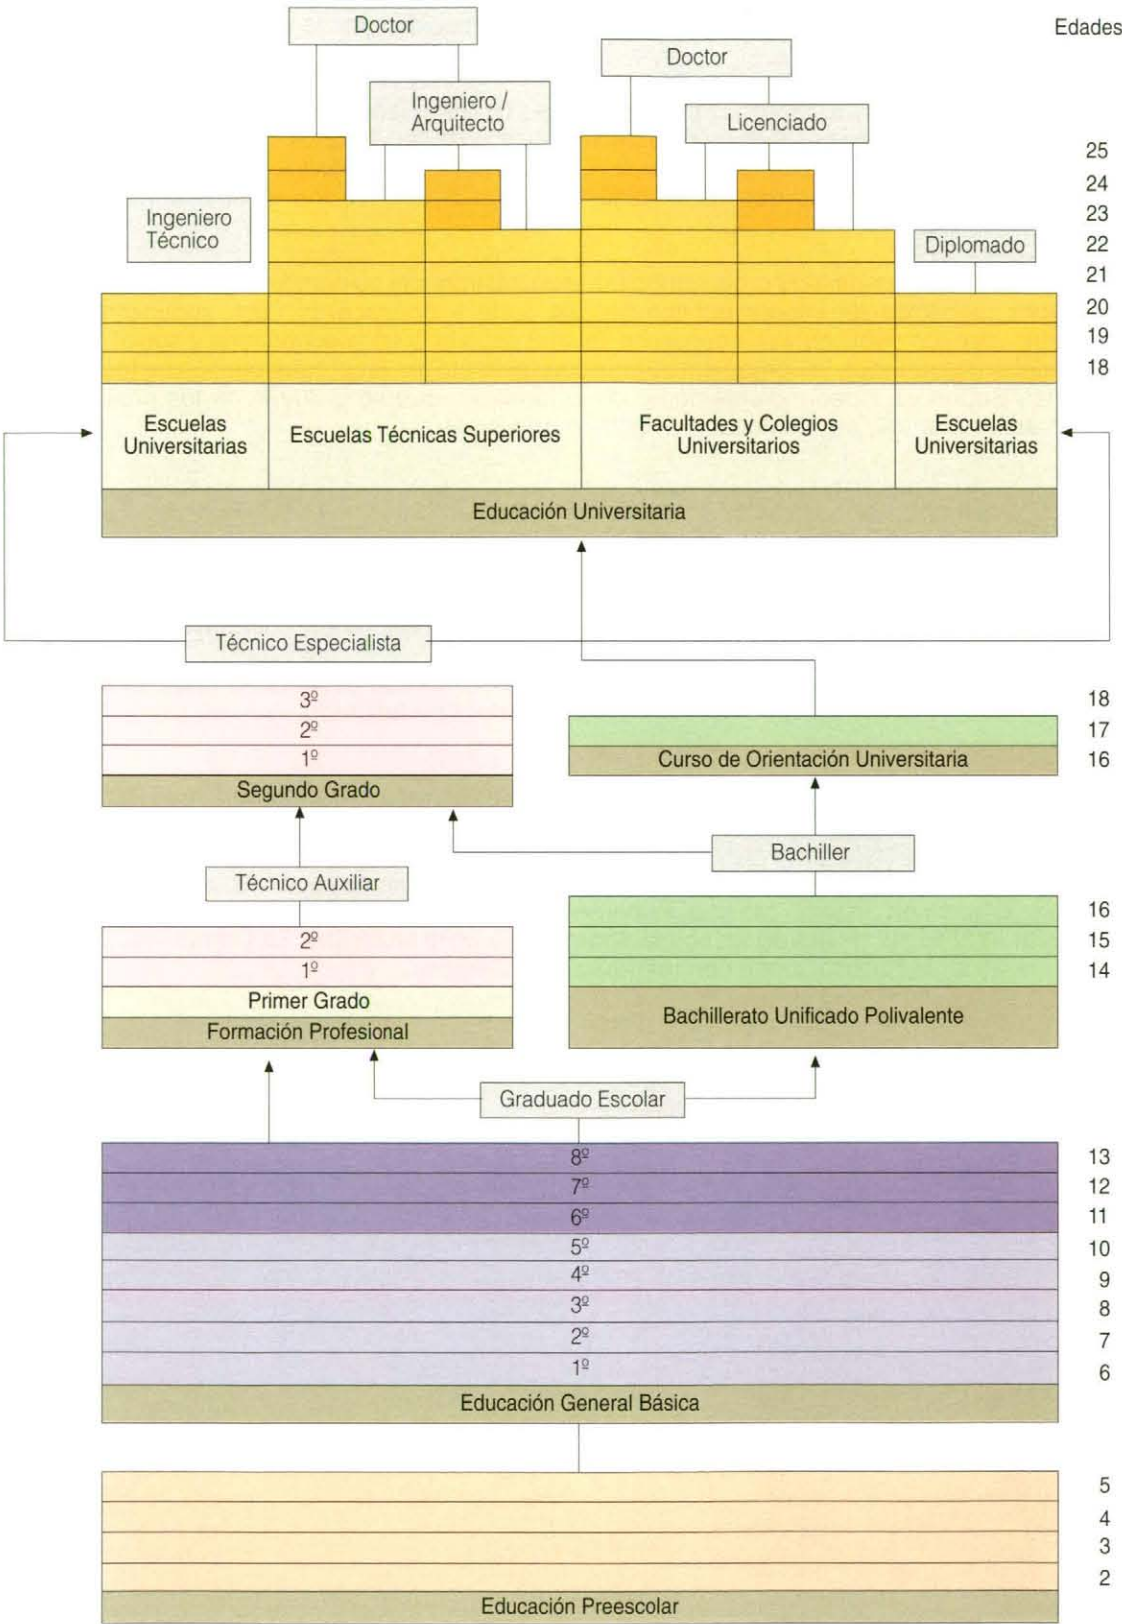 Doctor
Edades
Doctor
Ingeniero /
Arquitecto
Licenciado
25
24
Ingeniero
Técnico
23
Diplomado
22
21
20
19
18
Escuelas
Universitarias
Escuelas Técnicas Superiores
Facultades y Colegios
Universitarios
Escuelas
Universitarias
Educación Universitaria
Técnico Especialista
3º
18
2º
17
1º
Curso de Orientación Universitaria
16
Segundo Grado
Bachiller
Técnico Auxiliar
16
2º
15
1º
14
Primer Grado
Formación Profesional
Bachillerato Unificado Polivalente
Graduado Escolar
8º
13
7º
12
6º
11
5º
10
4º
9
3º
8
2º
7
1º
6
Educación General Básica
5
4
3
2
Educación Preescolar